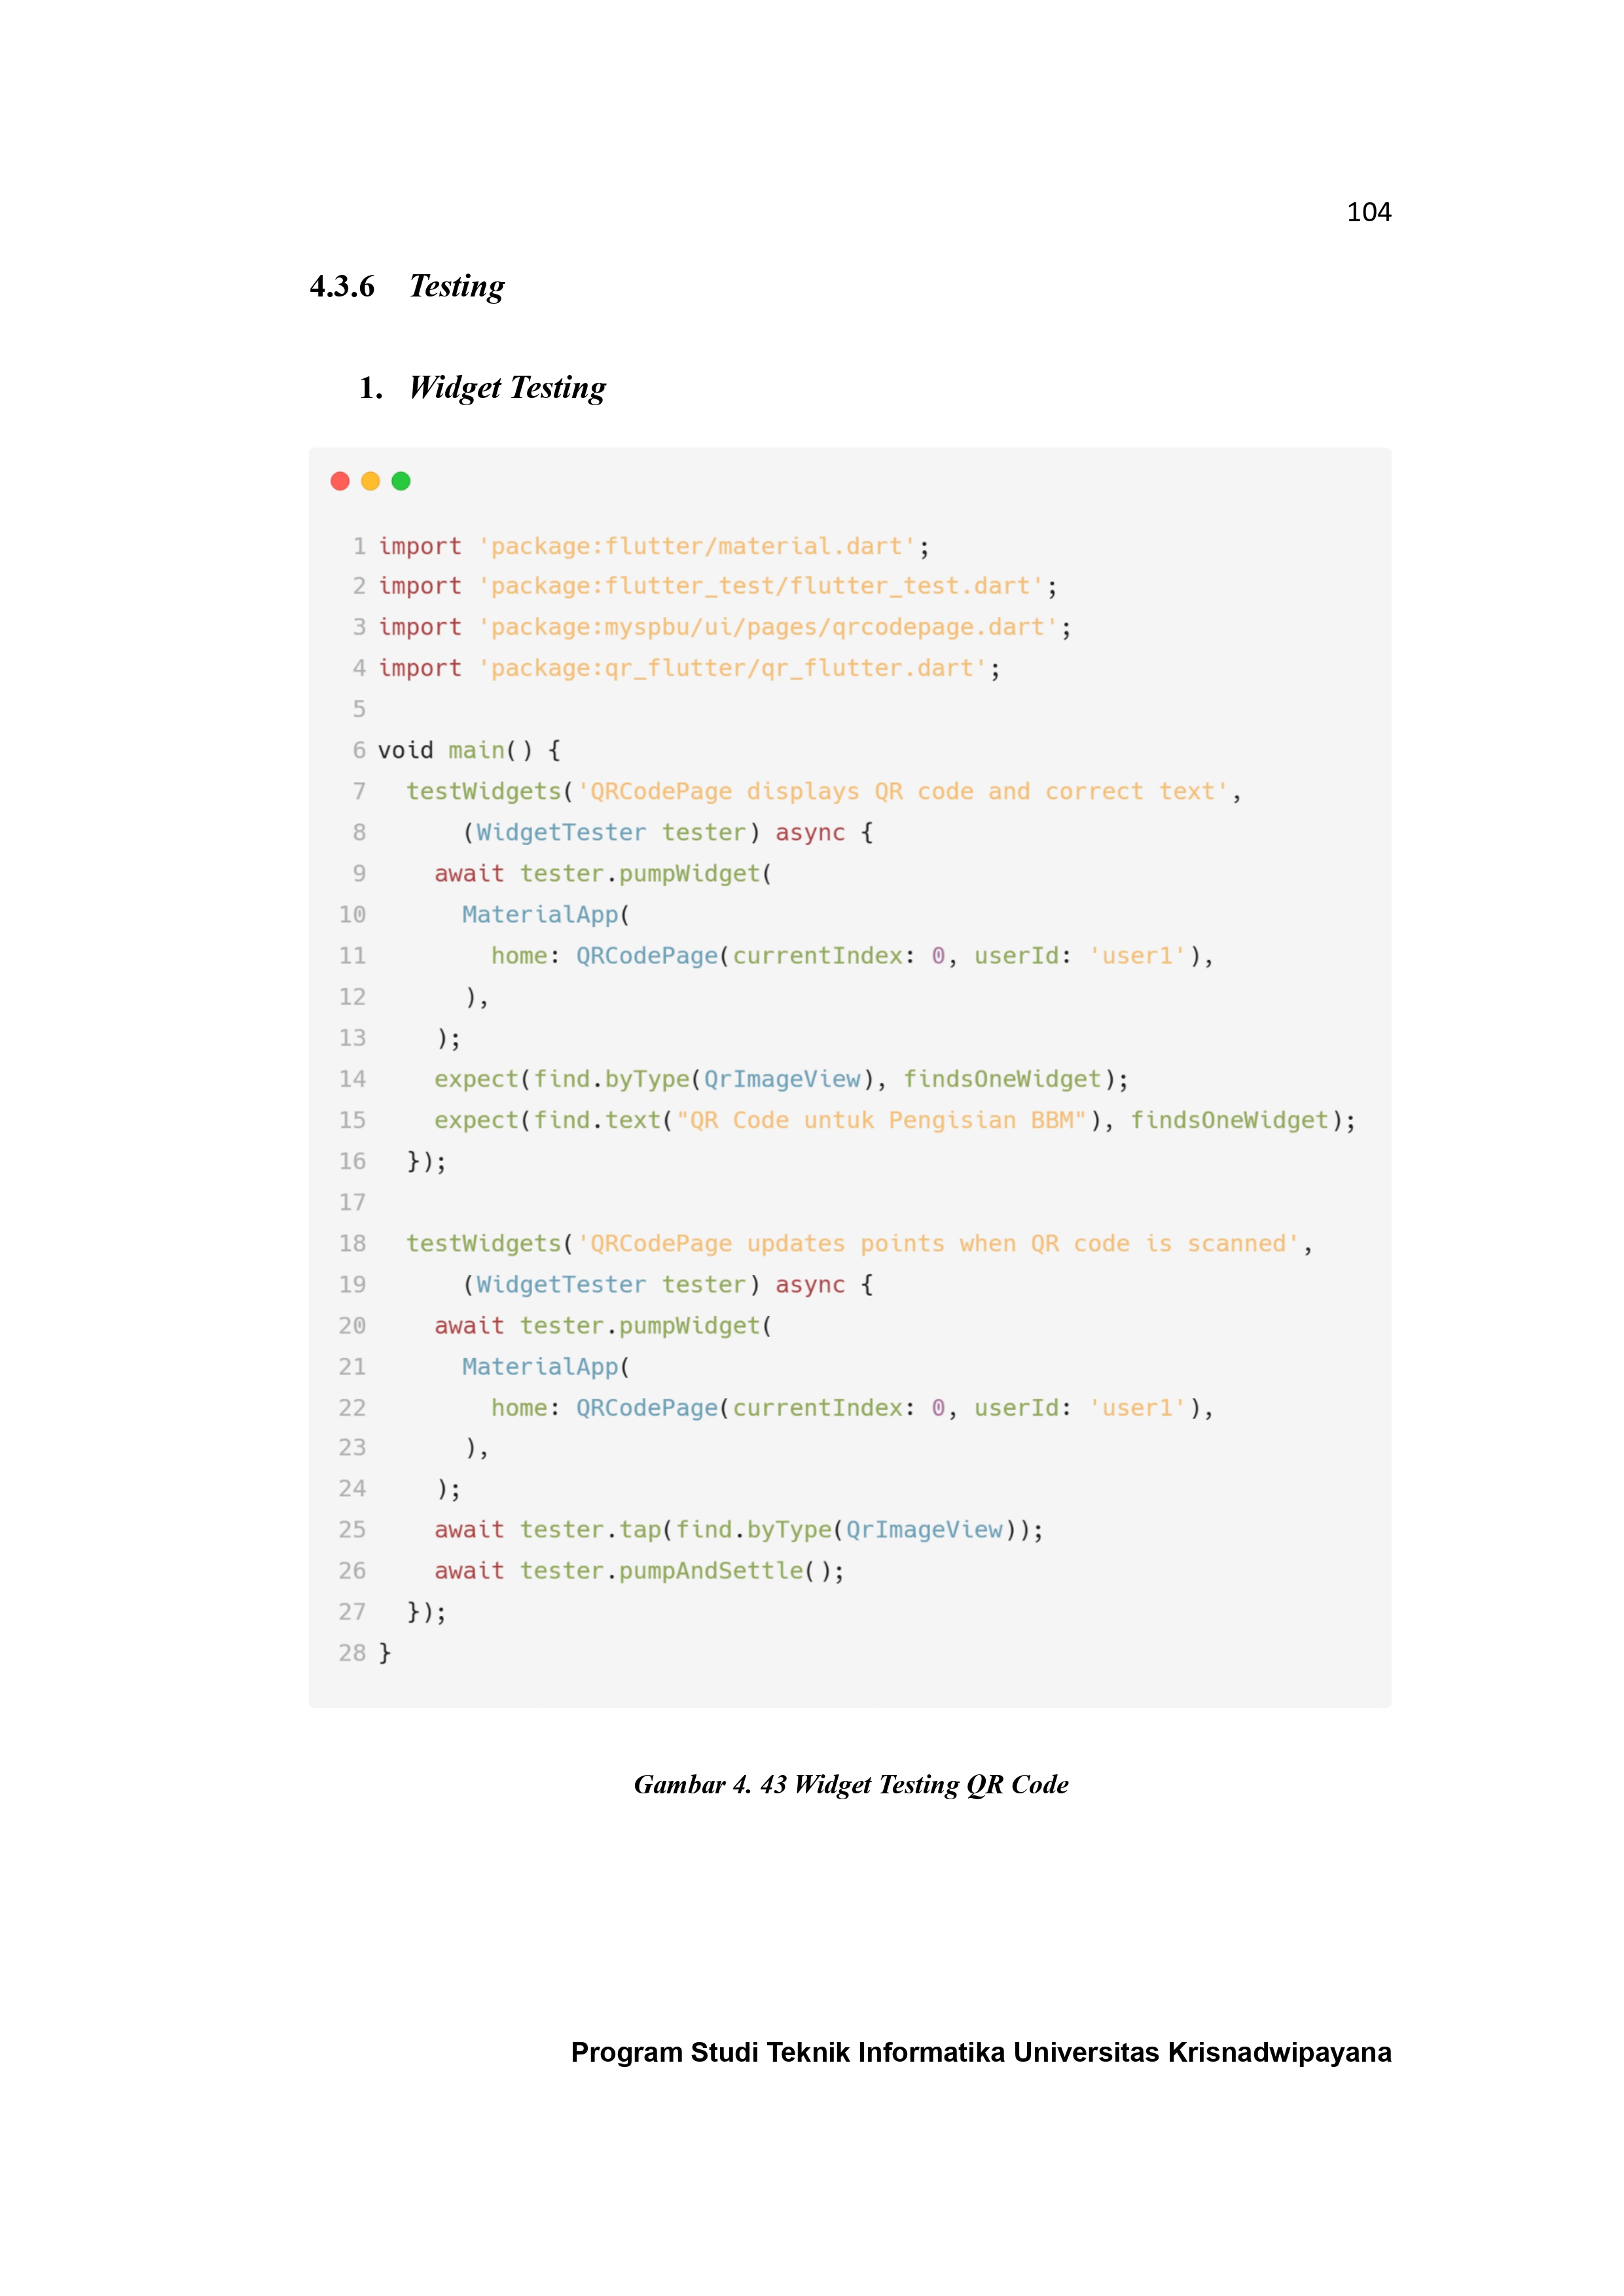 104
4.3.6 Testing
1. Widget Testing
1 import 'package:flutter/material.dart';
2 import 'package:flutter_test/flutter_test.dart';
3 import 'package:myspbu/ui/pages/qrcodepage.dart';
4 import 'package:qr_flutter/qr_flutter.dart';
5
6 void main() {
7   testWidgets('QRCodePage displays QR code and correct text',
8       (WidgetTester tester) async {
9     await tester.pumpWidget(
10       MaterialApp(
11         home: QRCodePage(currentIndex: 0, userId: 'user1'),
12       ),
13     );
14     expect(find.byType(QrImageView), findsOneWidget);
15     expect(find.text("QR Code untuk Pengisian BBM"), findsOneWidget);
16   });
17
18   testWidgets('QRCodePage updates points when QR code is scanned',
19       (WidgetTester tester) async {
20     await tester.pumpWidget(
21       MaterialApp(
22         home: QRCodePage(currentIndex: 0, userId: 'user1'),
23       ),
24     );
25     await tester.tap(find.byType(QrImageView));
26     await tester.pumpAndSettle();
27   });
28 }
Gambar 4. 43 Widget Testing QR Code
Program Studi Teknik Informatika Universitas Krisnadwipayana